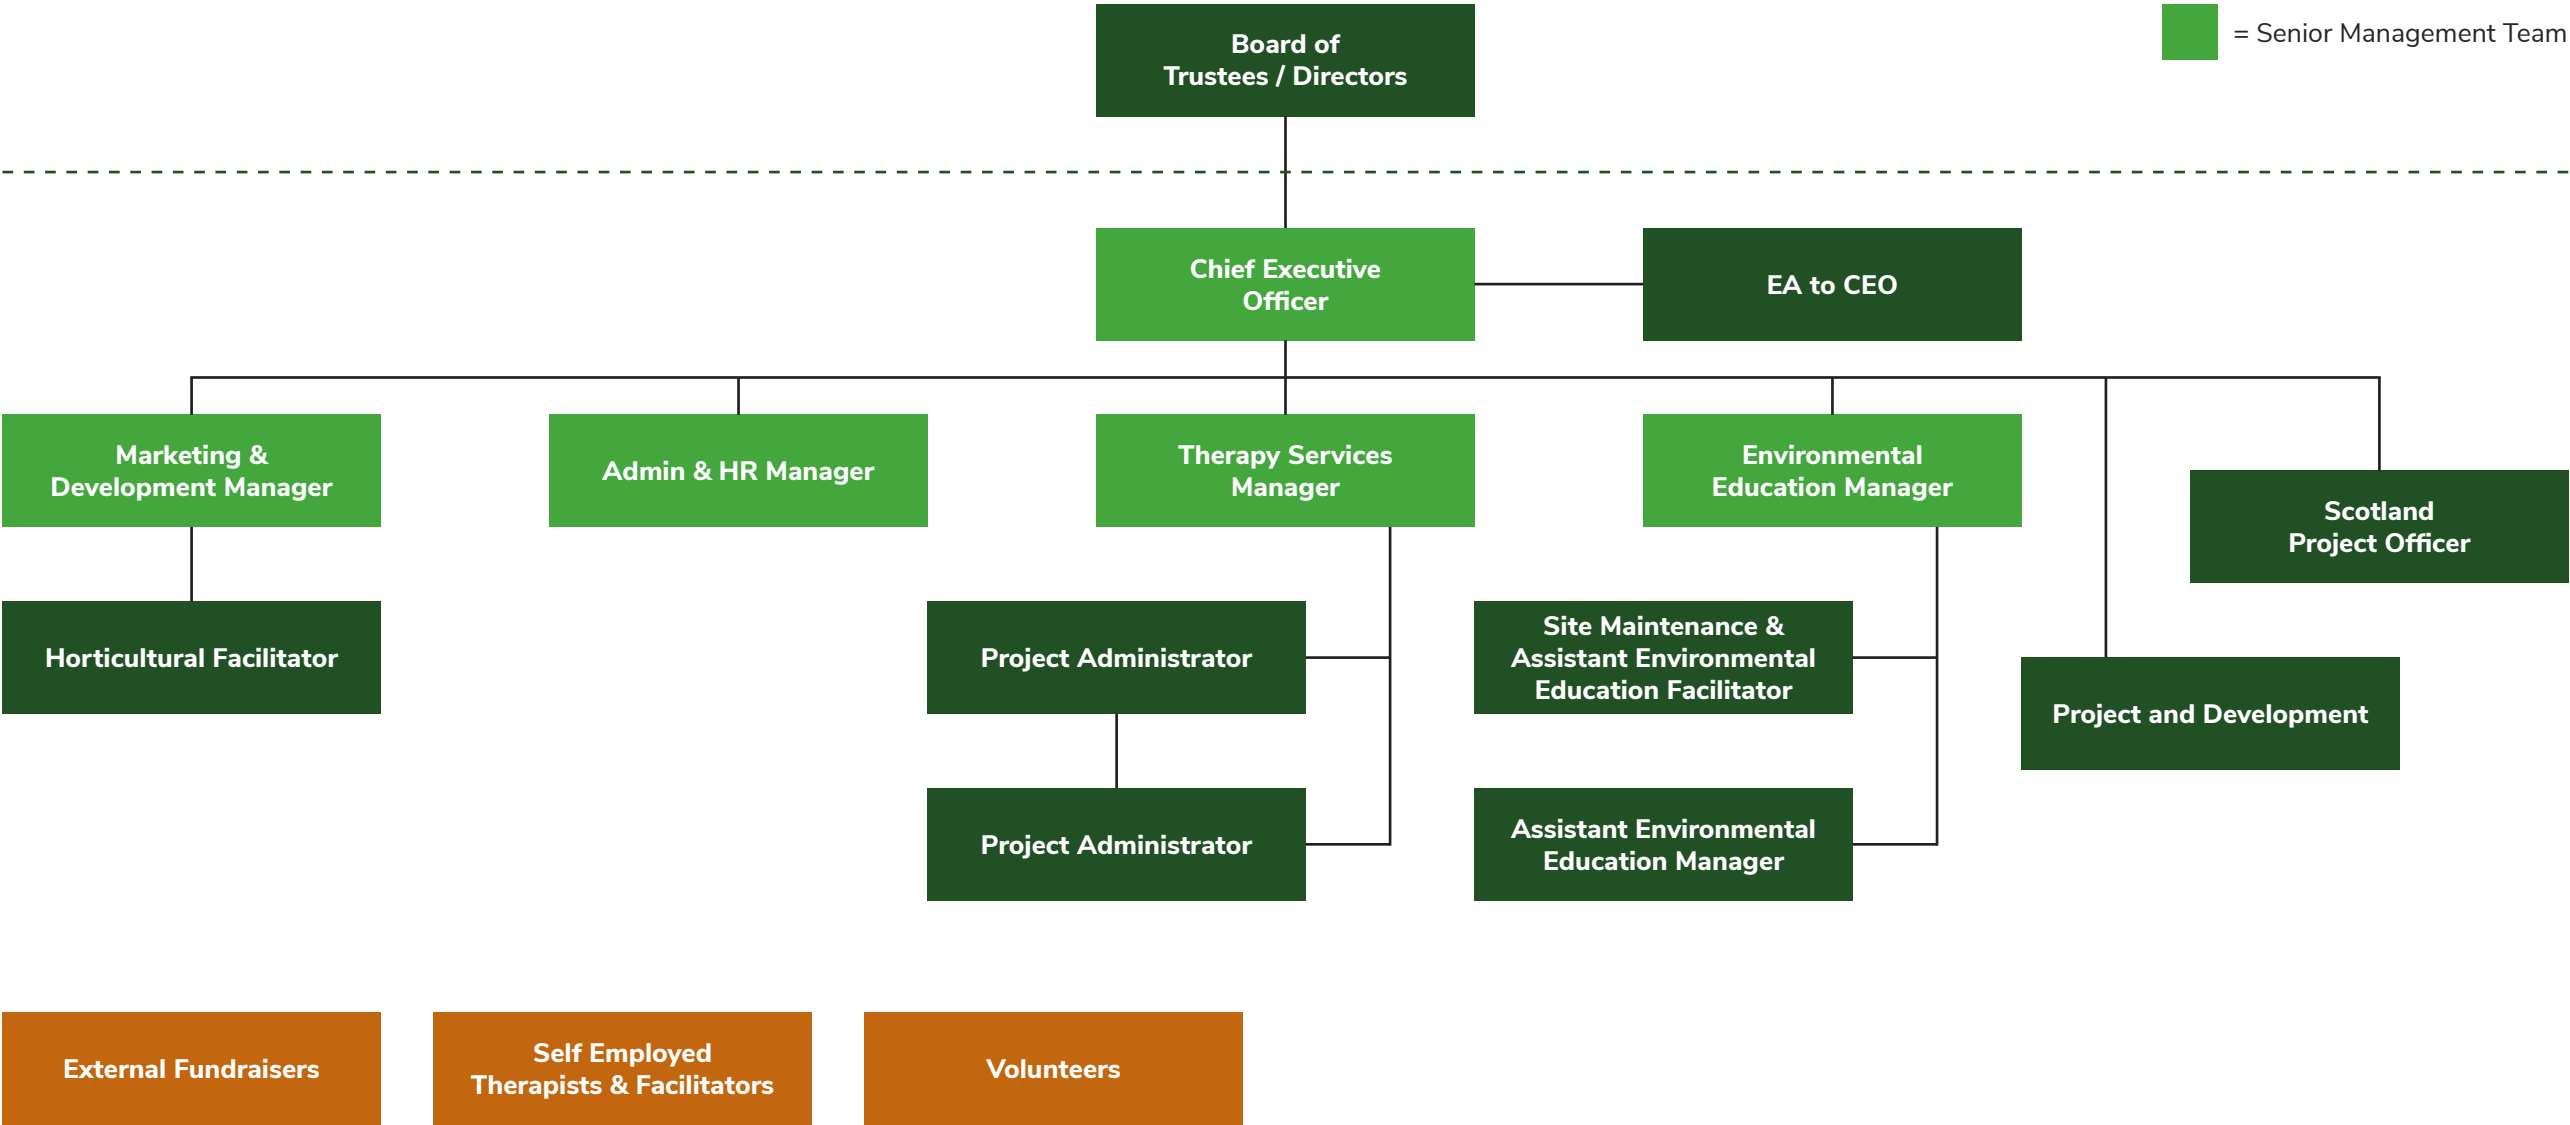 Board of
Trustees / Directors
= Senior Management Team
Chief Executive
Officer
EA to CEO
Marketing &
Development Manager
Admin & HR Manager
Therapy Services
Manager
Environmental
Education Manager
Scotland
Project Officer
Horticultural Facilitator
Project Administrator
Site Maintenance &
Assistant Environmental
Education Facilitator
Project and Development
Project Administrator
Assistant Environmental
Education Manager
External Fundraisers
Self Employed
Therapists & Facilitators
Volunteers